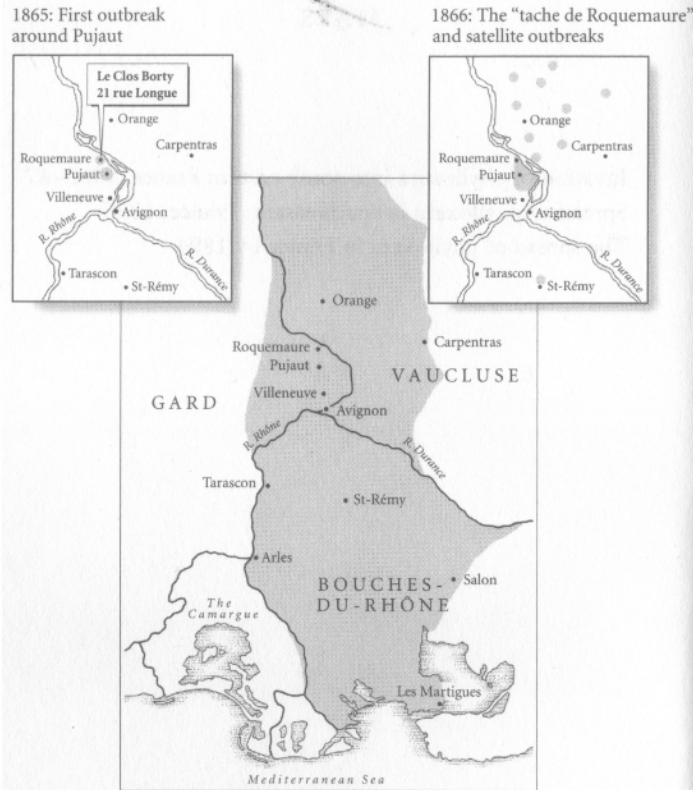 1865: First outbreak
around Pujaut
Le Clos Borty
21 rue Longue
Orange
Carpentras
Roquemaure
Pujaut
Villeneuve
Avignon
R. Rhône
R. Durance
Tarascon
St-Rémy
1866: The “tache de Roquemaure”
and satellite outbreaks
Orange
Carpentras
Roquemaure
Pujaut
Villeneuve
Avignon
R. Rhône
R. Durance
Tarascon
St-Rémy
Orange
Roquemaure
Carpentras
Pujaut
VAUCLUSE
Villeneuve
GARD
Avignon
R. Rhône
R. Durance
Tarascon
St-Rémy
Arles
Salon
BOUCHES-
DU-RHÔNE
The
Camargue
Les Martigues
Mediterranean Sea